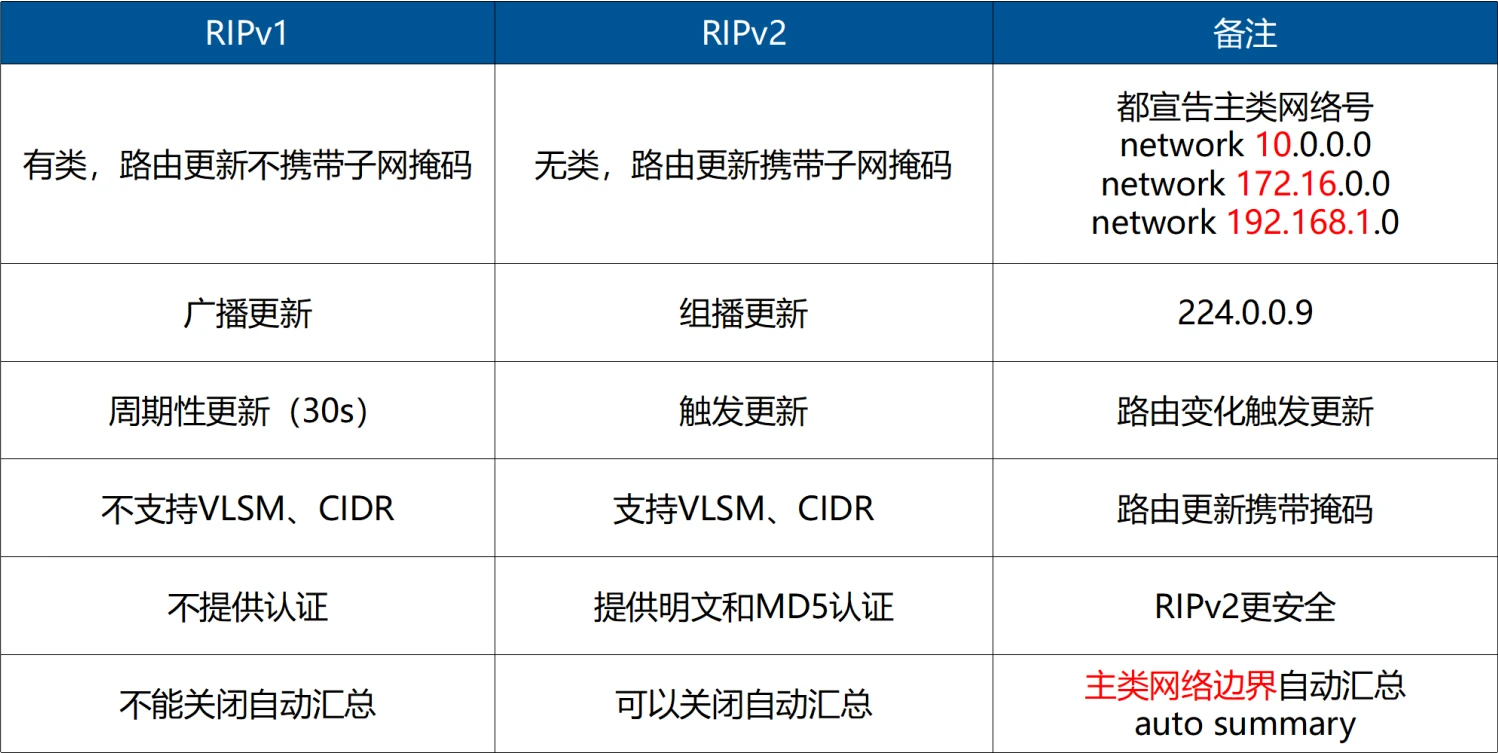 RIPv1
RIPv2
备注
有类，路由更新不携带子网掩码
无类，路由更新携带子网掩码
都宣告主类网络号
network 10.0.0.0
network 172.16.0.0
network 192.168.1.0
广播更新
组播更新
224.0.0.9
周期性更新（30s）
触发更新
路由变化触发更新
不支持VLSM、CIDR
支持VLSM、CIDR
路由更新携带掩码
不提供认证
提供明文和MD5认证
RIPv2更安全
不能关闭自动汇总
可以关闭自动汇总
主类网络边界自动汇总
auto summary